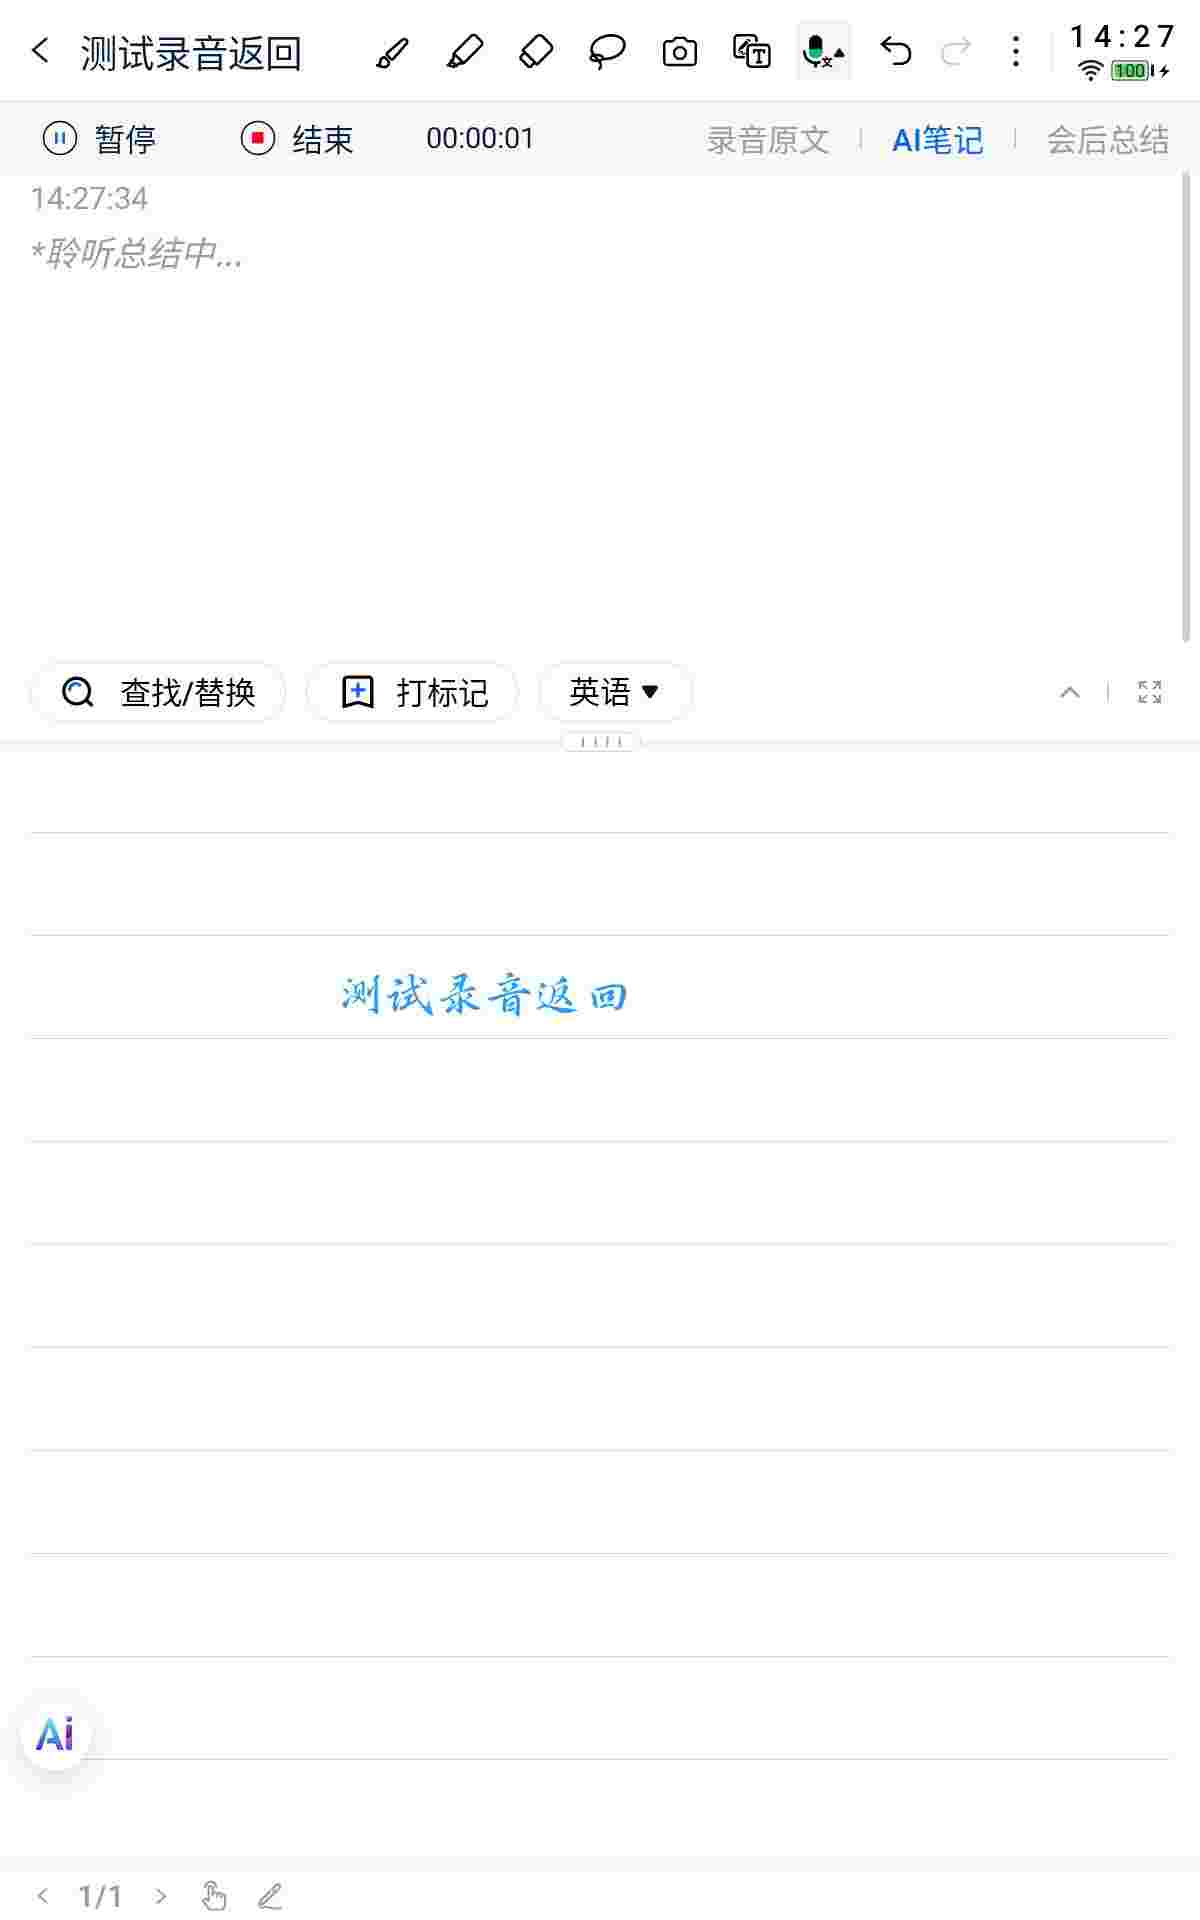 测试录音返回
14:27
100
暂停
结束
00:00:01
录音原文
AI笔记
会后总结
14:27:34
*聆听总结中...
查找/替换
打标记
英语
测试录音返回
Ai
1/1